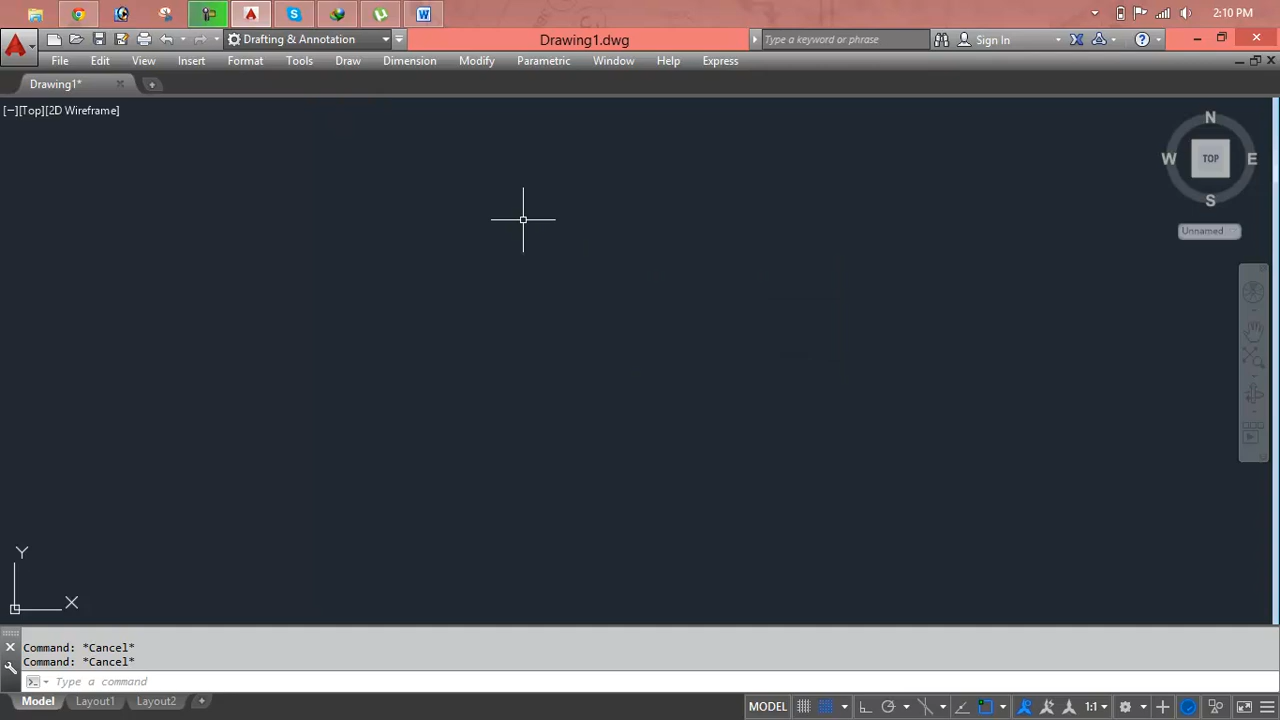 2:10 PM
Drafting & Annotation
Drawing1.dwg
Type a keyword or phrase
Sign In
File Edit View Insert Format Tools Draw Dimension Modify Parametric Window Help Express
Drawing1*
[−][Top][2D Wireframe]
N
W TOP E
S
Unnamed
Y
X
Command: *Cancel*
Command: *Cancel*
Type a command
Model Layout1 Layout2 +
MODEL 1:1